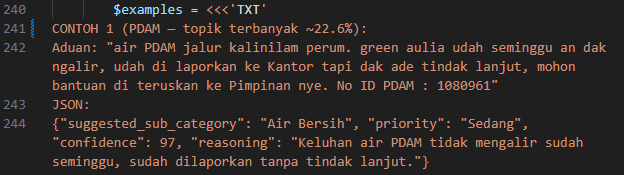 240 $examples = <<<'TXT'
241 CONTOH 1 (PDAM — topik terbanyak ~22.6%):
242 Aduan: "air PDAM jalur kalinilam perum. green aulia udah seminggu an dak
ngalir, udah di laporkan ke Kantor tapi dak ade tindak lanjut, mohon
bantuan di teruskan ke Pimpinan nye. No ID PDAM : 1080961"
243 JSON:
244 {"suggested_sub_category": "Air Bersih", "priority": "Sedang",
"confidence": 97, "reasoning": "Keluhan air PDAM tidak mengalir sudah
seminggu, sudah dilaporkan tanpa tindak lanjut."}